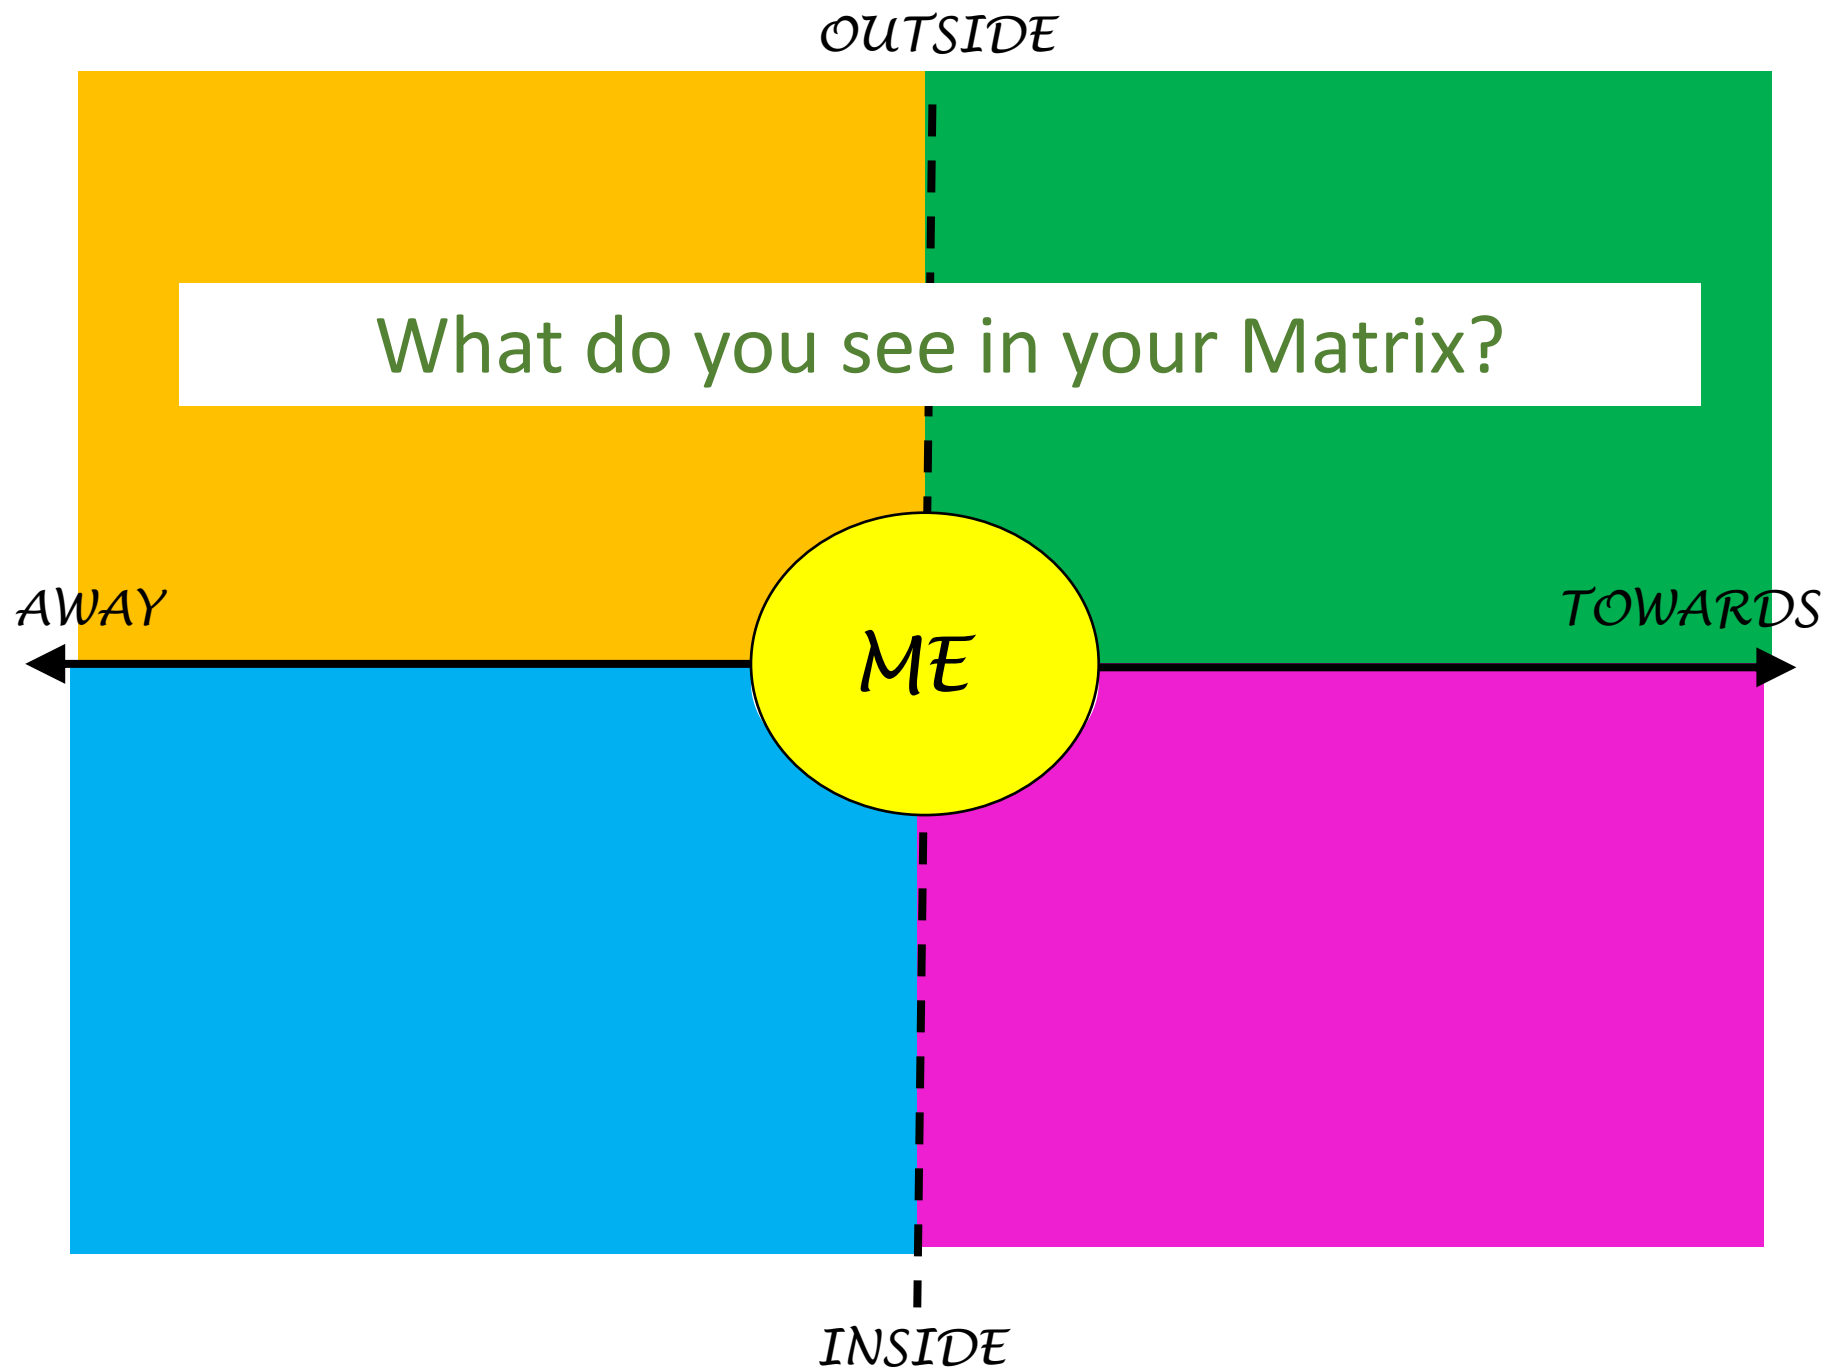 OUTSIDE
What do you see in your Matrix?
AWAY
TOWARDS
ME
INSIDE